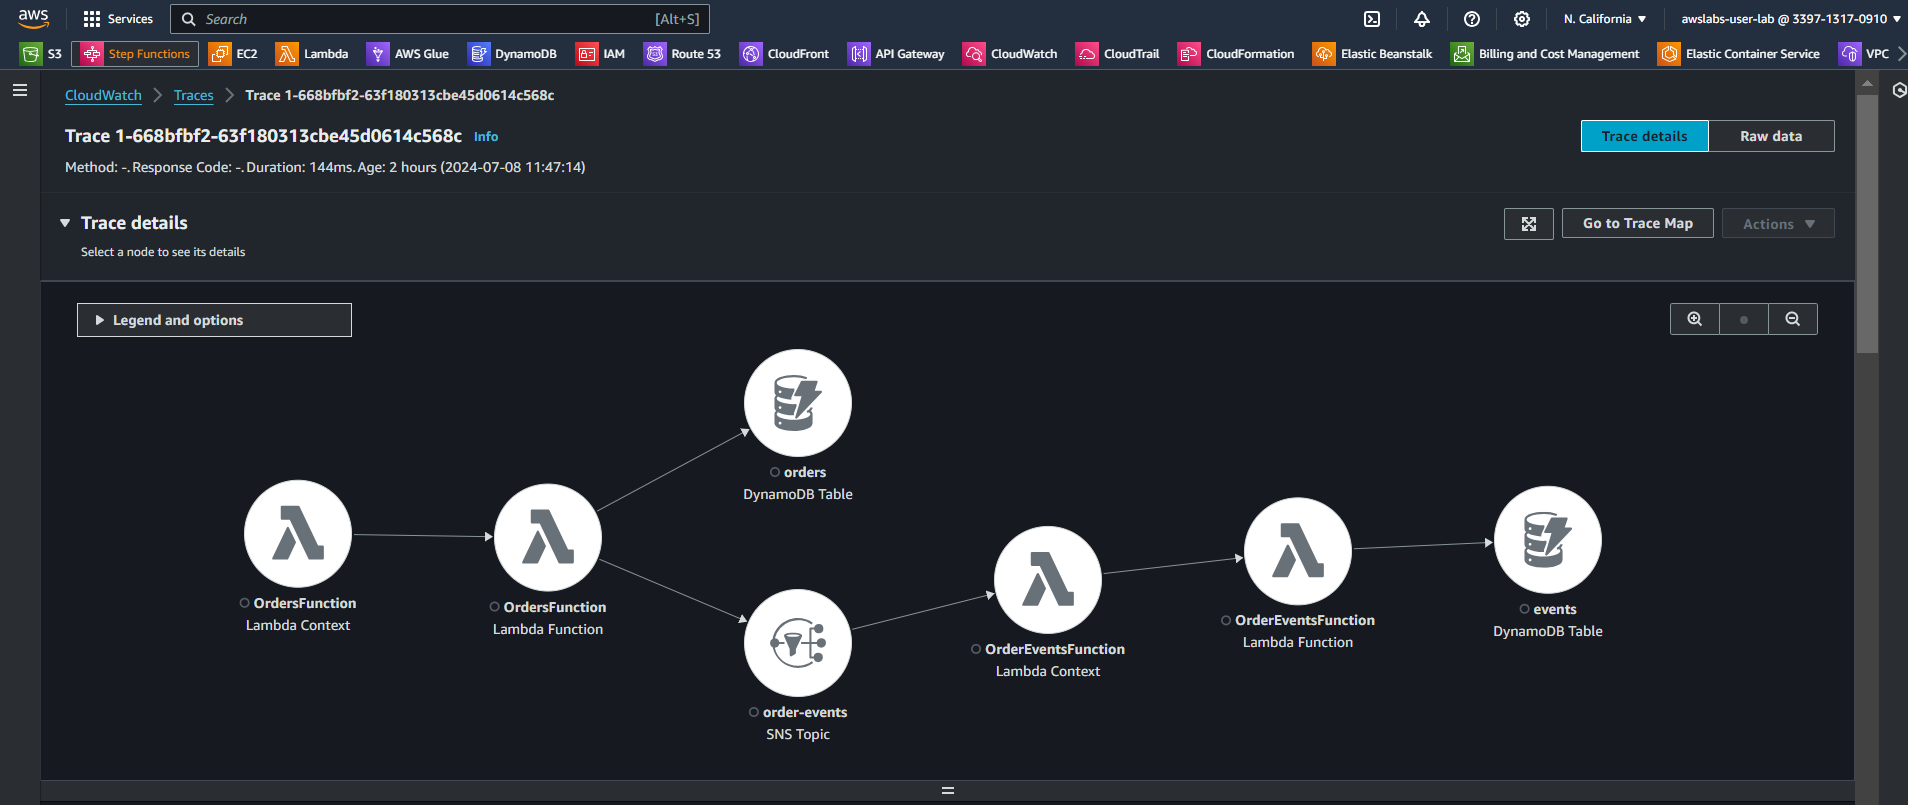 aws Services Search [Alt+S] N. California awslabs-user-lab @ 3397-1317-0910
S3 Step Functions EC2 Lambda AWS Glue DynamoDB IAM Route 53 CloudFront API Gateway CloudWatch CloudTrail CloudFormation Elastic Beanstalk Billing and Cost Management Elastic Container Service VPC
CloudWatch Traces Trace 1-668bfbf2-63f180313cbe45d0614c568c
Trace 1-668bfbf2-63f180313cbe45d0614c568c Info
Trace details Raw data
Method: -. Response Code: -. Duration: 144ms. Age: 2 hours (2024-07-08 11:47:14)
Trace details
Go to Trace Map Actions
Select a node to see its details
Legend and options
orders
DynamoDB Table
OrdersFunction
Lambda Context
OrdersFunction
Lambda Function
order-events
SNS Topic
OrderEventsFunction
Lambda Context
OrderEventsFunction
Lambda Function
events
DynamoDB Table